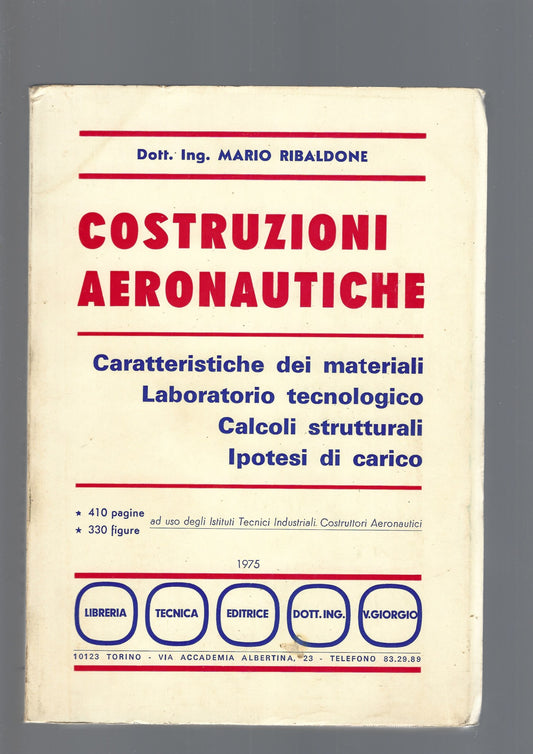 Dott. Ing. MARIO RIBALDONE
COSTRUZIONI
AERONAUTICHE
Caratteristiche dei materiali
Laboratorio tecnologico
Calcoli strutturali
Ipotesi di carico
★ 410 pagine
★ 330 figure
ad uso degli Istituti Tecnici Industriali. Costruttori Aeronautici
1975
LIBRERIA TECNICA EDITRICE DOTT.ING. V.GIORGIO
10123 TORINO - VIA ACCADEMIA ALBERTINA, 23 - TELEFONO 83.29.89